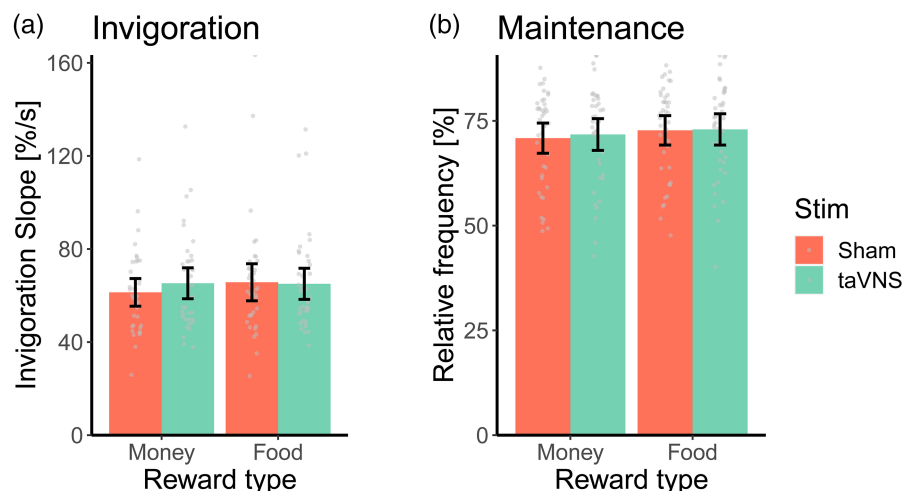 (a) Invigoration
Invigoration Slope [%/s]
160
120
80
40
0
Money Food
Reward type
(b) Maintenance
Relative frequency [%]
75
50
25
0
Money Food
Reward type
Stim
Sham
taVNS